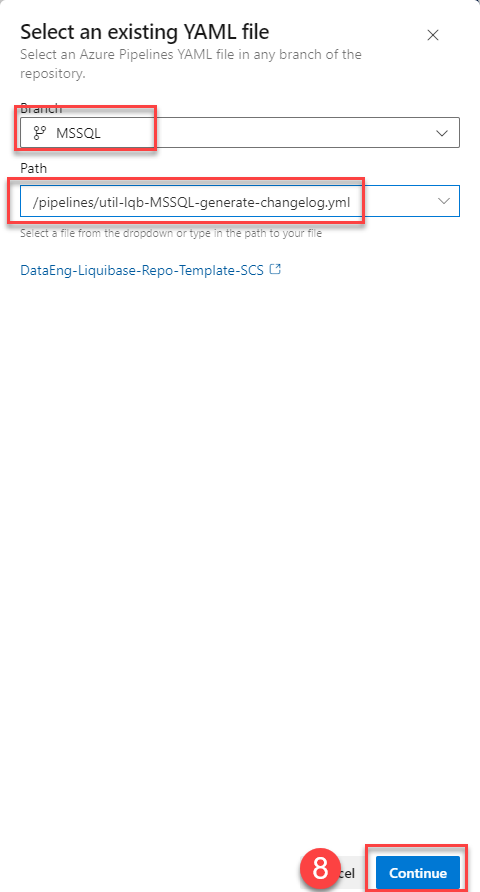 Select an existing YAML file
Select an Azure Pipelines YAML file in any branch of the
repository.
Branch
MSSQL
Path
/pipelines/util-lqb-MSSQL-generate-changelog.yml
Select a file from the dropdown or type in the path to your file
DataEng-Liquibase-Repo-Template-SCS
8
cel
Continue